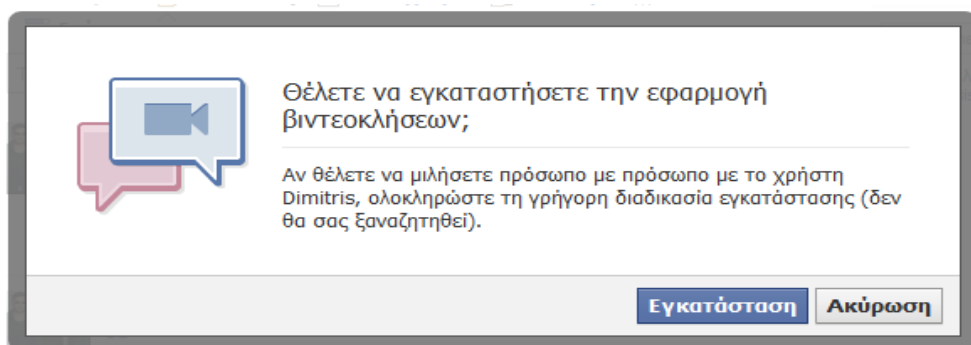 Θέλετε να εγκαταστήσετε την εφαρμογή
βιντεοκλήσεων;
Αν θέλετε να μιλήσετε πρόσωπο με πρόσωπο με το χρήστη
Dimitris, ολοκληρώστε τη γρήγορη διαδικασία εγκατάστασης (δεν
θα σας ξαναζητηθεί).
Εγκατάσταση Ακύρωση